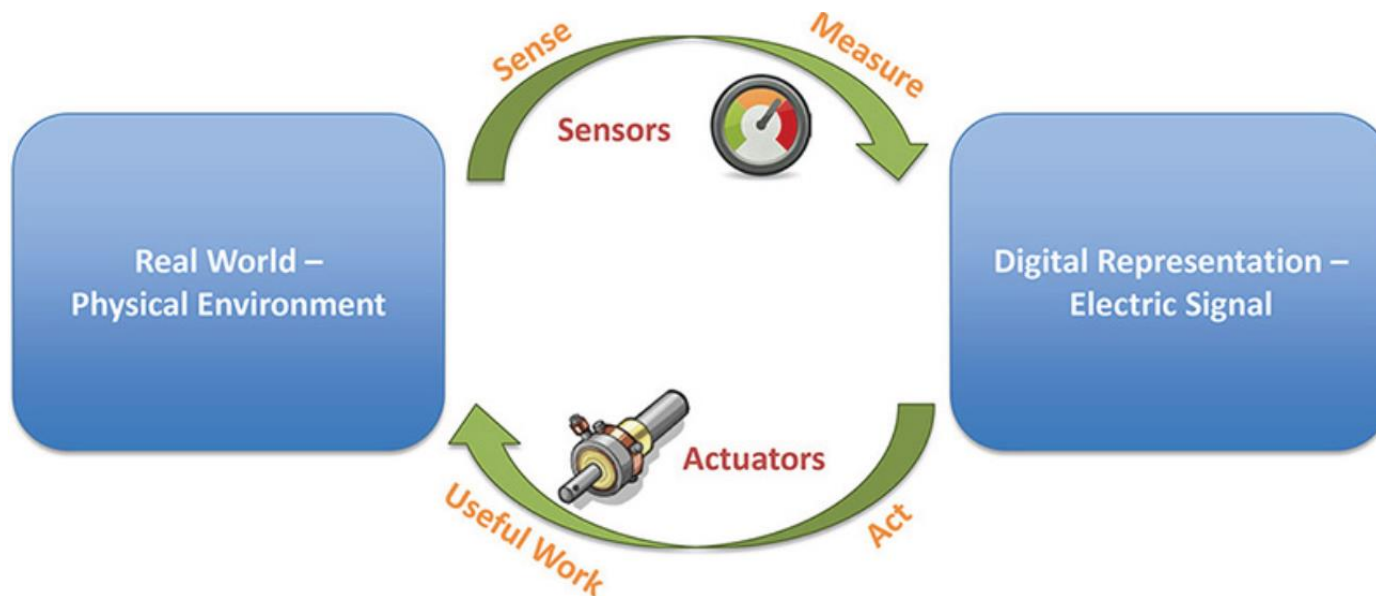 Sense
Measure
Sensors
Real World –
Physical Environment
Digital Representation –
Electric Signal
Actuators
Useful Work
Act